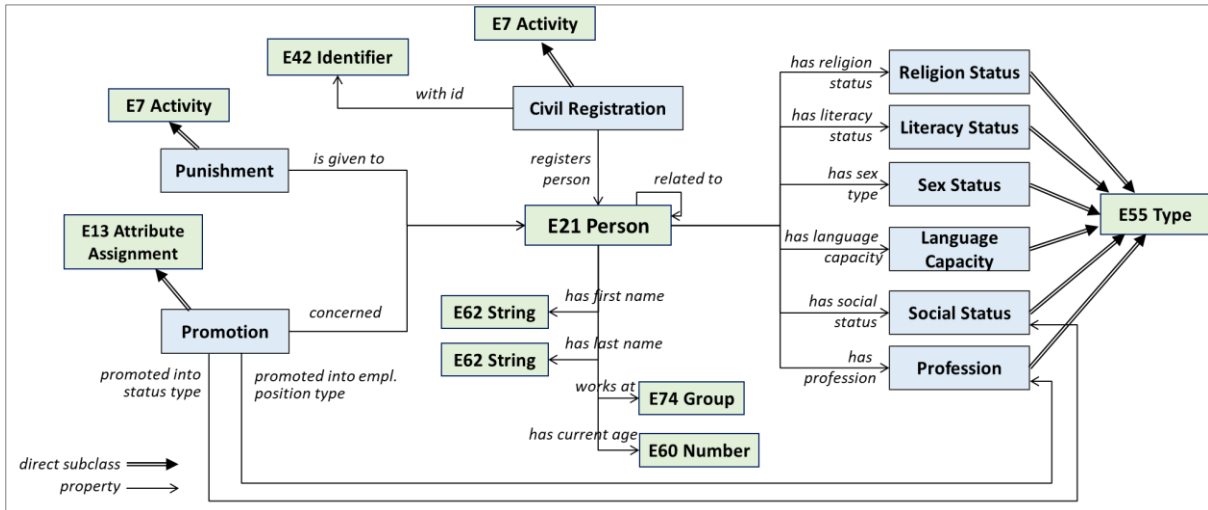 E7 Activity
E42 Identifier
has religion
status
Religion Status
with id
Civil Registration
E7 Activity
has literacy
status
Literacy Status
Punishment
is given to
registers
person
related to
has sex
type
Sex Status
E13 Attribute
Assignment
E21 Person
E55 Type
has language
capacity
Language
Capacity
has first name
E62 String
Promotion
concerned
has social
status
Social Status
has last name
E62 String
promoted into
status type
promoted into empl.
position type
has
profession
Profession
works at
E74 Group
has current age
E60 Number
direct subclass
property